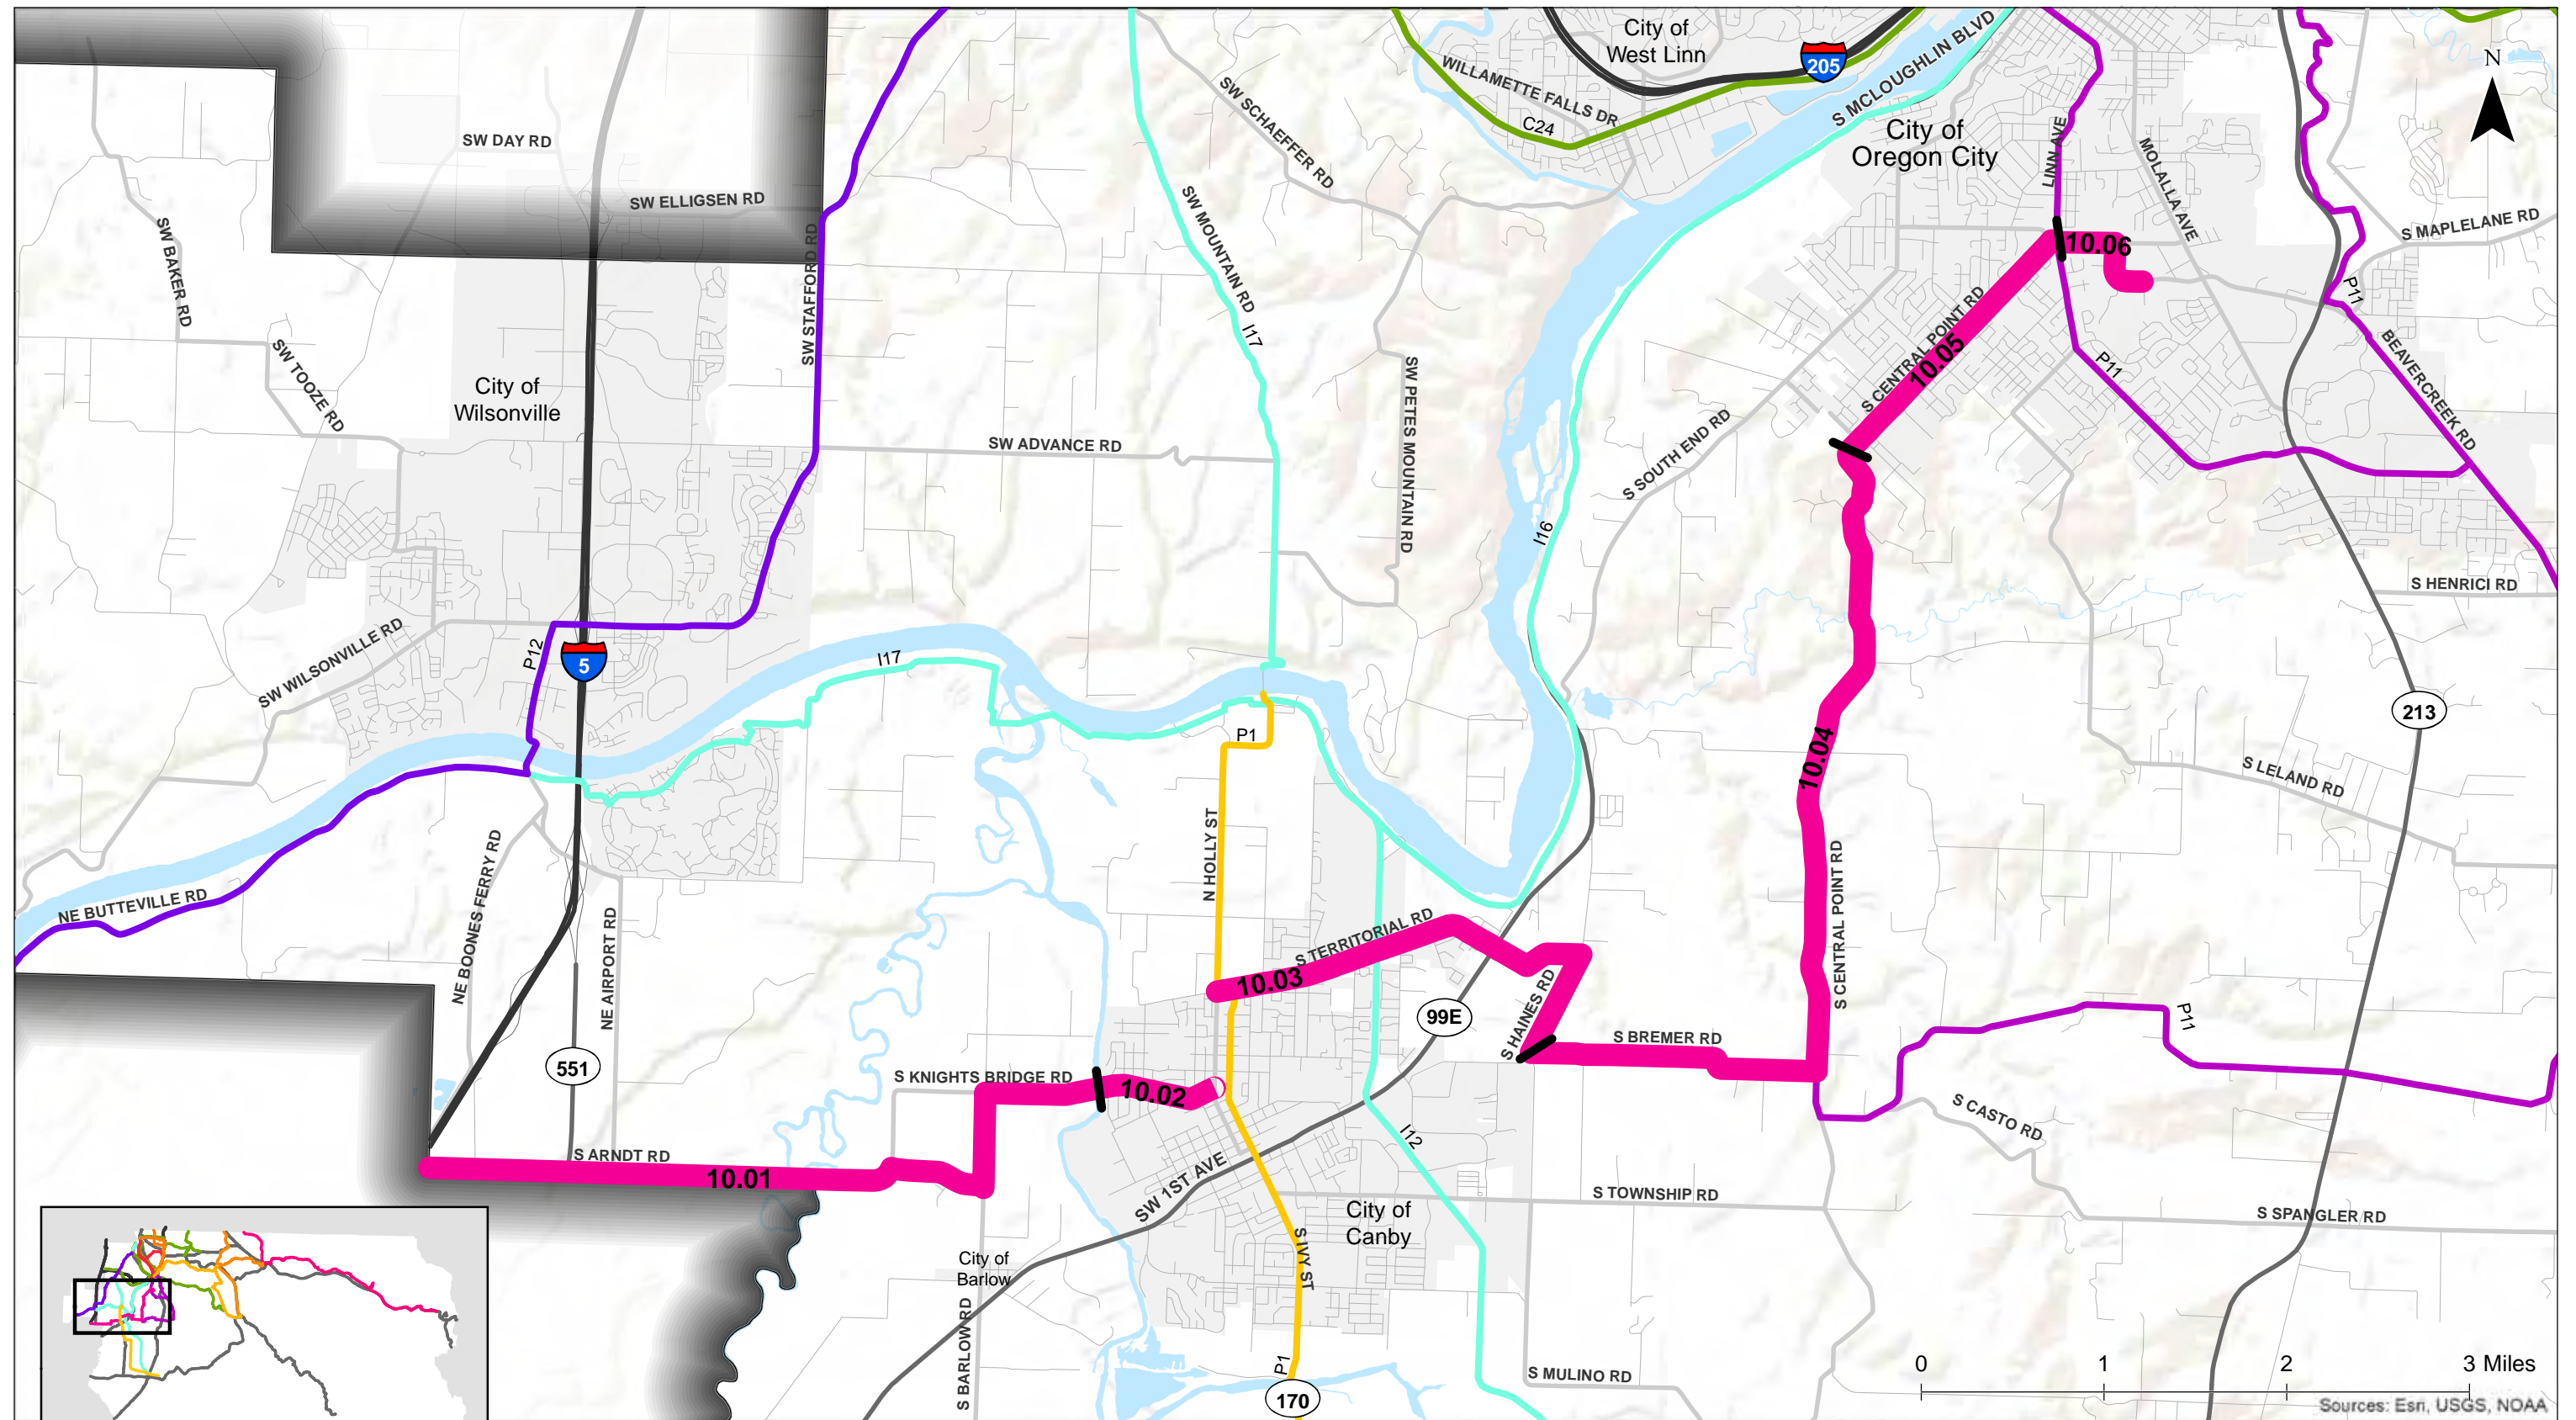 City of
West Linn
205
S MCLOUGHLIN BLVD
N
WILLAMETTE FALLS DR
C24
SW SCHAEFFER RD
City of
Oregon City
LINN AVE
MOLALLA AVE
SW DAY RD
SW ELLIGSEN RD
S MAPLELANE RD
SW BAKER RD
SW STAFFORD RD
SW MOUNTAIN RD
I17
10.06
P11
SW TOOZE RD
City of
Wilsonville
S CENTRAL POINT RD
10.05
P11
BEAVERCREEK RD
SW PETES MOUNTAIN RD
SW ADVANCE RD
S SOUTH END RD
I16
S HENRICI RD
SW WILSONVILLE RD
P12
5
I17
213
P1
10.04
S LELAND RD
N HOLLY ST
NE BUTTEVILLE RD
NE BOONES FERRY RD
NE AIRPORT RD
S TERRITORIAL RD
10.03
S CENTRAL POINT RD
99E
S HAINES RD
S BREMER RD
P11
551
S KNIGHTS BRIDGE RD
10.02
S CASTO RD
I12
S ARNDT RD
10.01
SW 1ST AVE
S TOWNSHIP RD
S SPANGLER RD
City of
Canby
S IVY ST
City of
Barlow
S BARLOW RD
P1
170
S MULINO RD
0 1 2 3 Miles
Sources: Esri, USGS, NOAA